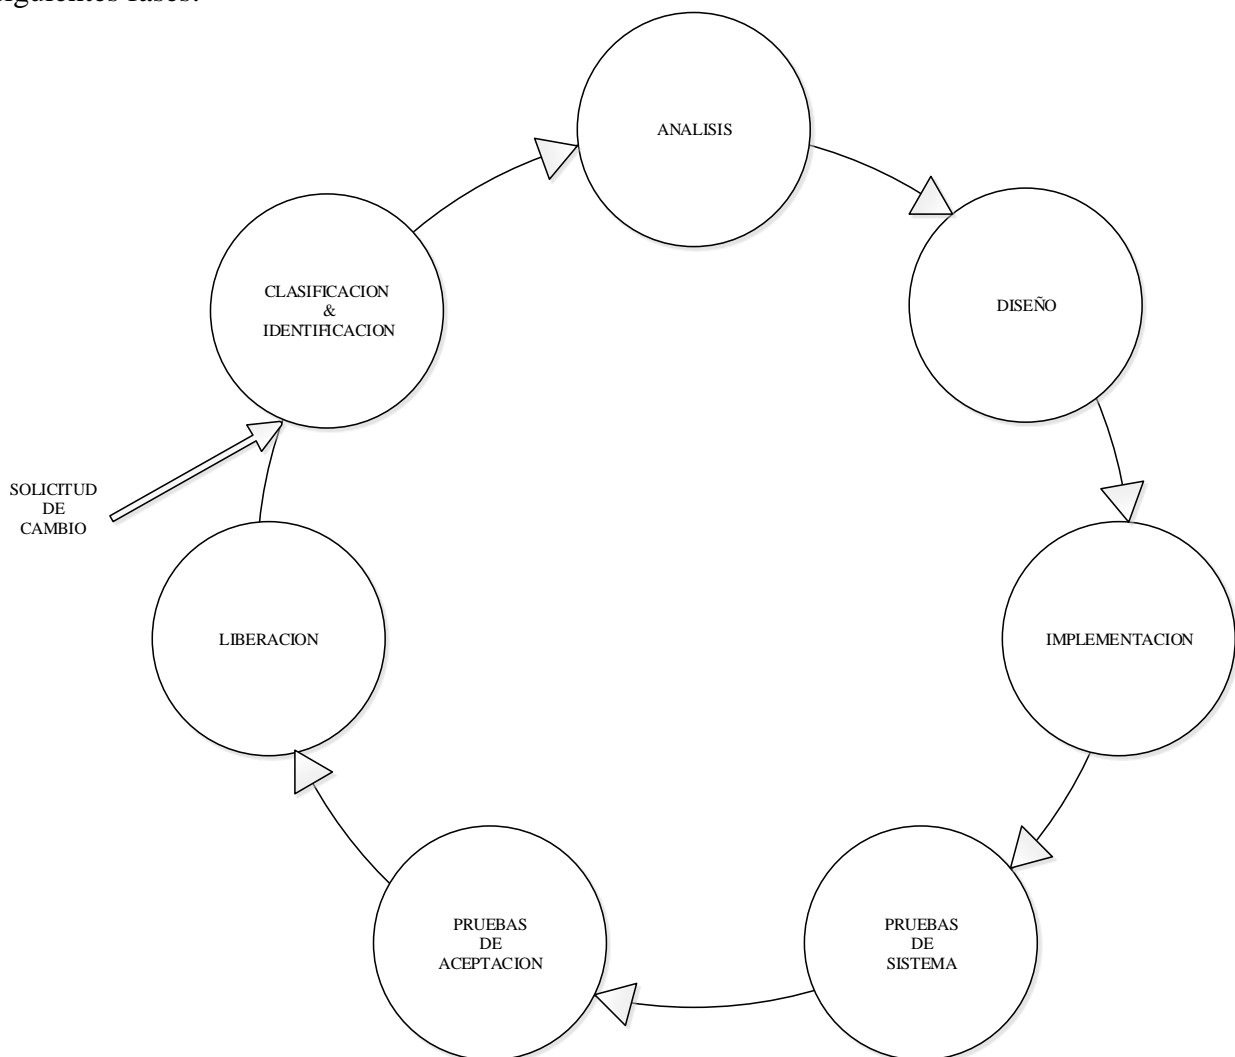 siguientes fases:
ANALISIS
CLASIFICACION
&
IDENTIFICACION
DISEÑO
SOLICITUD
DE
CAMBIO
LIBERACION
IMPLEMENTACION
PRUEBAS
DE
ACEPTACION
PRUEBAS
DE
SISTEMA